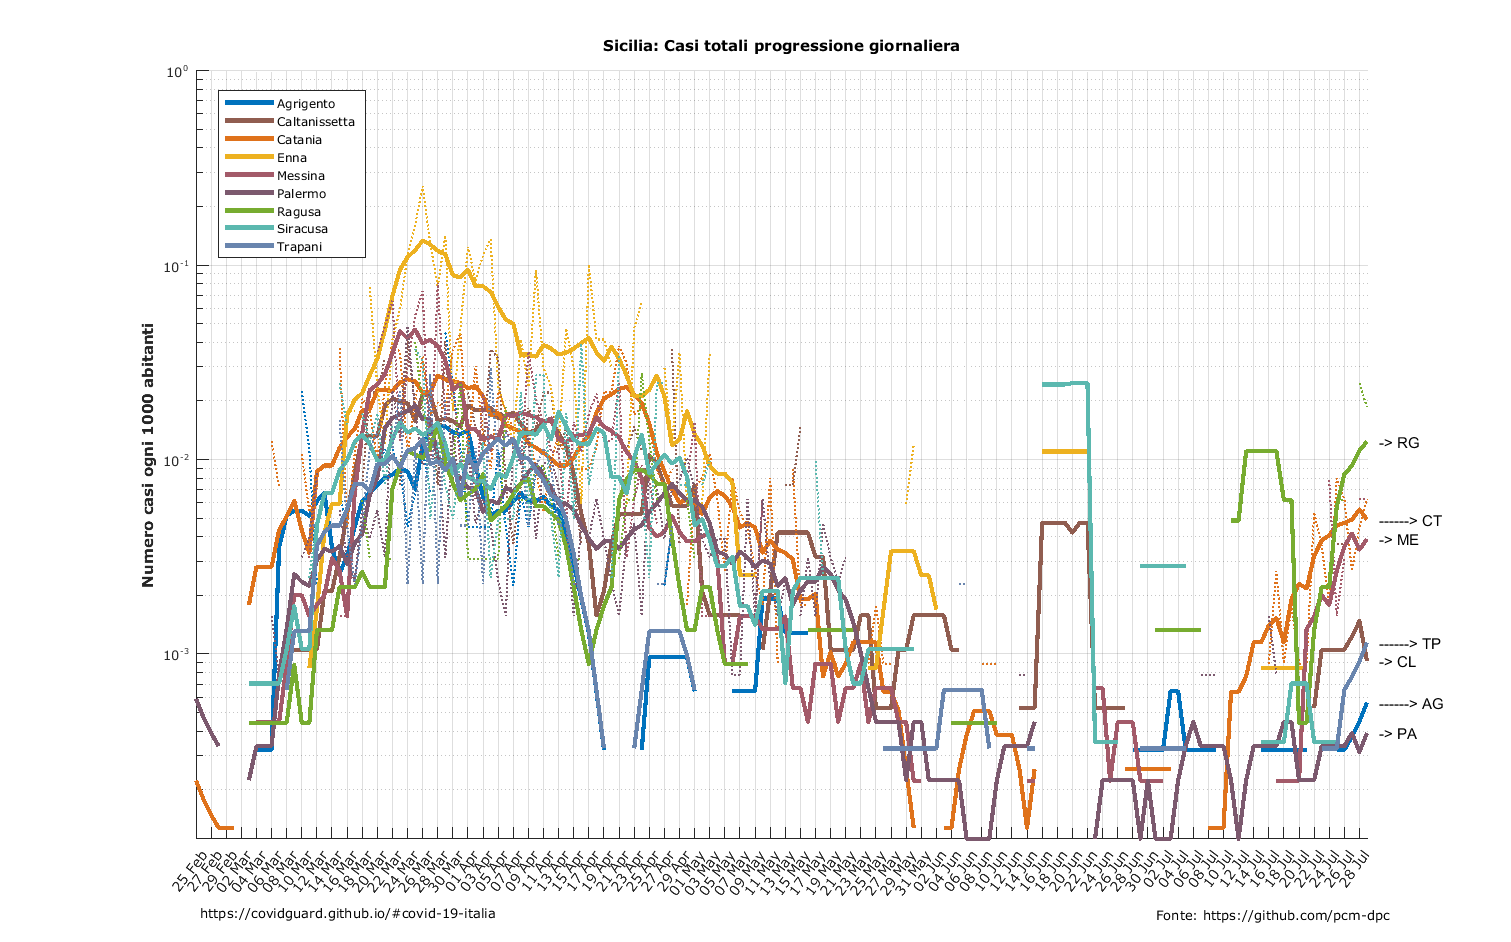 Sicilia: Casi totali progressione giornaliera
Numero casi ogni 1000 abitanti
10^0
10^-1
10^-2
10^-3
Agrigento
Caltanissetta
Catania
Enna
Messina
Palermo
Ragusa
Siracusa
Trapani
-> RG
------> CT
-> ME
------> TP
-> CL
------> AG
-> PA
25 Feb
27 Feb
29 Feb
02 Mar
04 Mar
06 Mar
08 Mar
10 Mar
12 Mar
14 Mar
16 Mar
18 Mar
20 Mar
22 Mar
24 Mar
26 Mar
28 Mar
30 Mar
01 Apr
03 Apr
05 Apr
07 Apr
09 Apr
11 Apr
13 Apr
15 Apr
17 Apr
19 Apr
21 Apr
23 Apr
25 Apr
27 Apr
29 Apr
01 May
03 May
05 May
07 May
09 May
11 May
13 May
15 May
17 May
19 May
21 May
23 May
25 May
27 May
29 May
31 May
02 Jun
04 Jun
06 Jun
08 Jun
10 Jun
12 Jun
14 Jun
16 Jun
18 Jun
20 Jun
22 Jun
24 Jun
26 Jun
28 Jun
30 Jun
02 Jul
04 Jul
06 Jul
08 Jul
10 Jul
12 Jul
14 Jul
16 Jul
18 Jul
20 Jul
22 Jul
24 Jul
26 Jul
28 Jul
https://covidguard.github.io/#covid-19-italia
Fonte: https://github.com/pcm-dpc